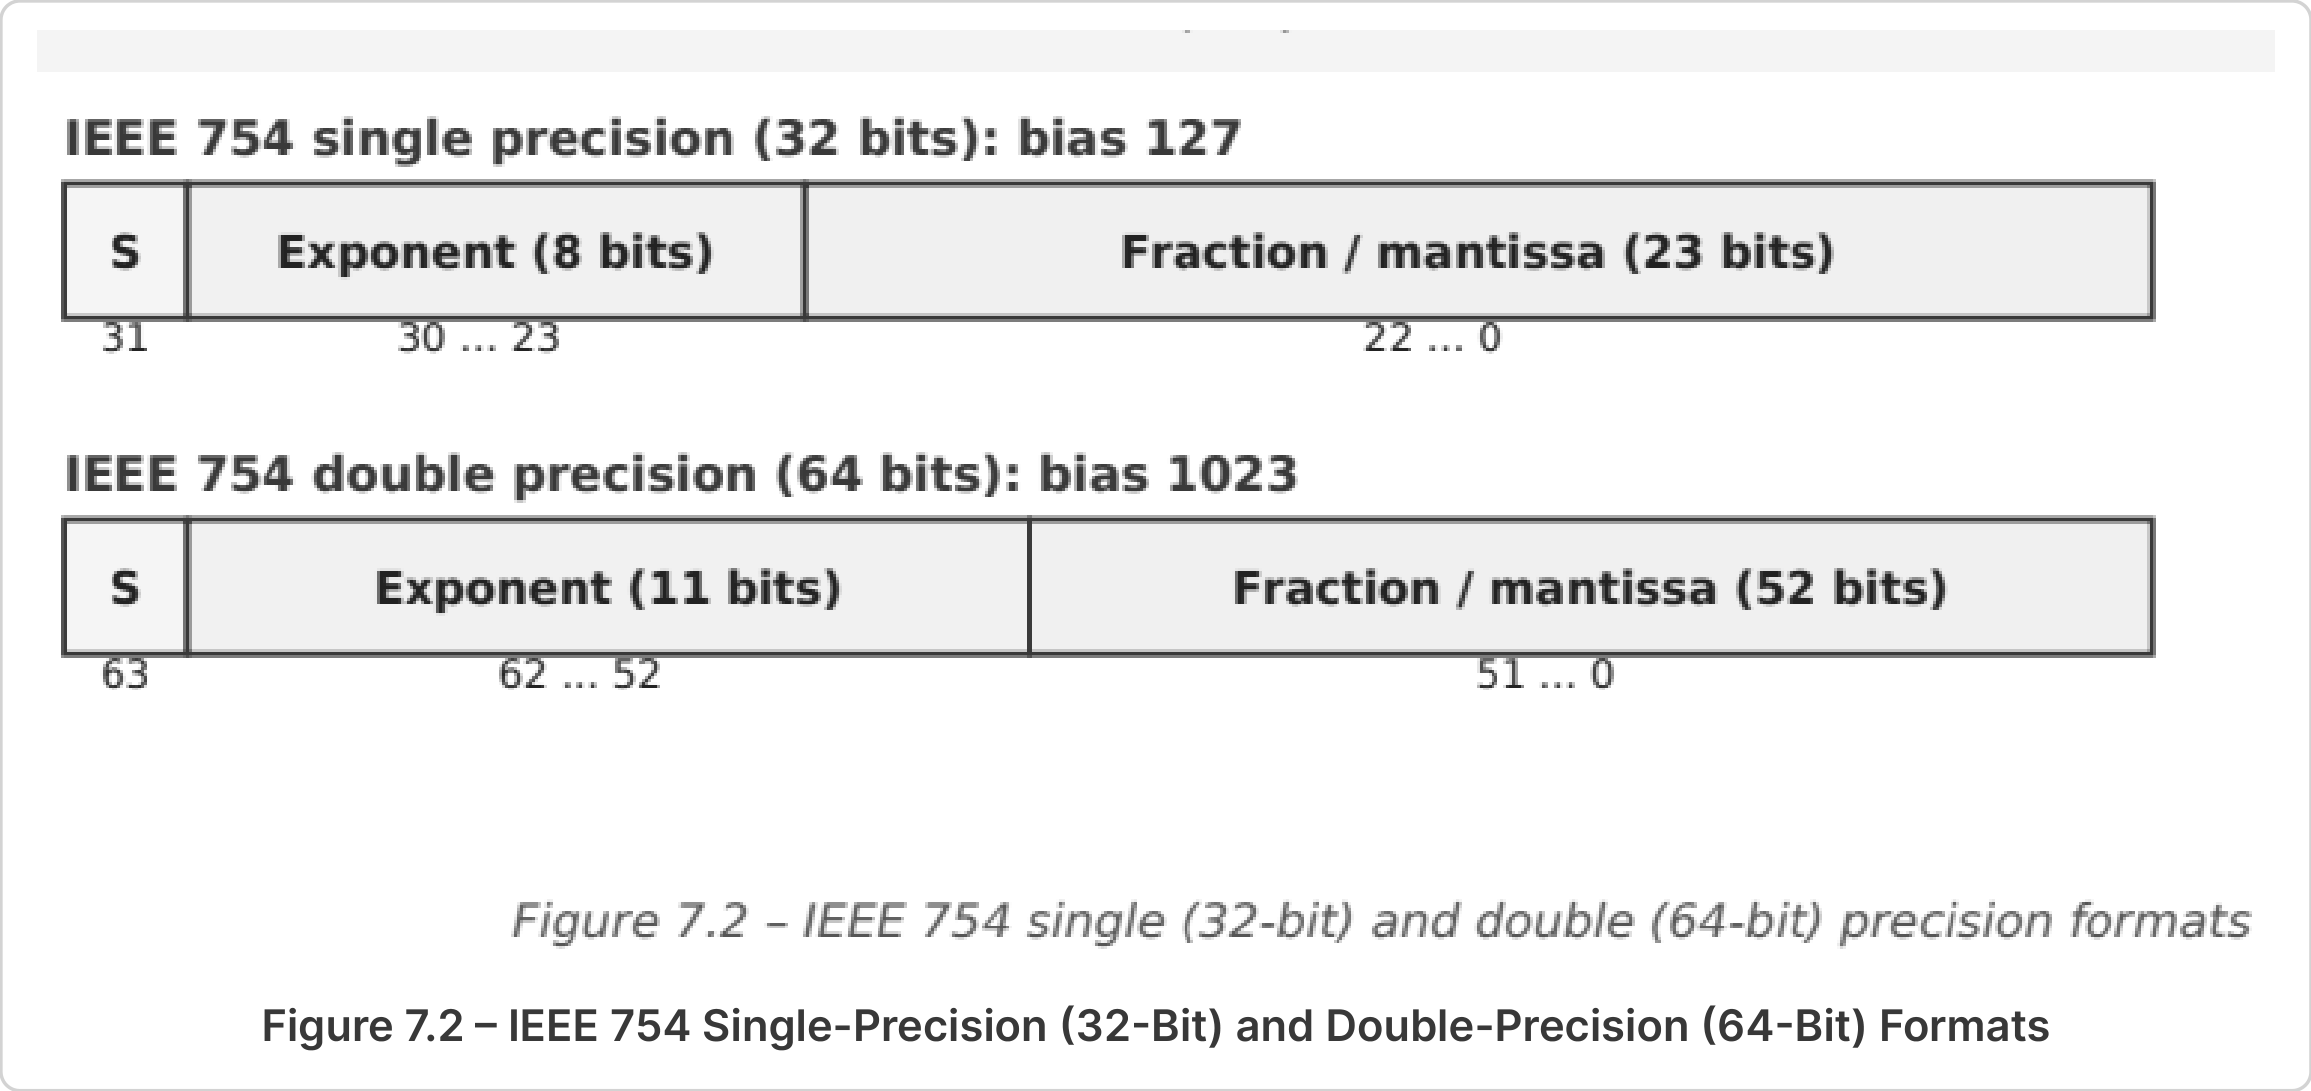 IEEE 754 single precision (32 bits): bias 127
S Exponent (8 bits) Fraction / mantissa (23 bits)
31 30 ... 23 22 ... 0
IEEE 754 double precision (64 bits): bias 1023
S Exponent (11 bits) Fraction / mantissa (52 bits)
63 62 ... 52 51 ... 0
Figure 7.2 – IEEE 754 single (32-bit) and double (64-bit) precision formats
Figure 7.2 – IEEE 754 Single-Precision (32-Bit) and Double-Precision (64-Bit) Formats